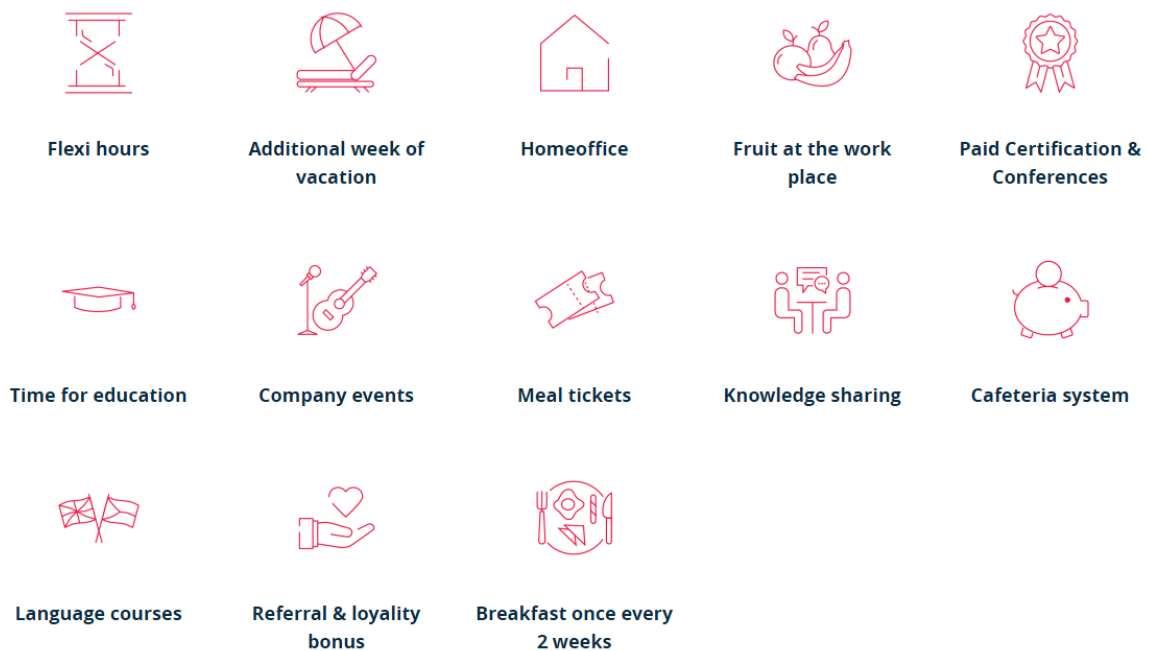 Flexi hours
Additional week of
vacation
Homeoffice
Fruit at the work
place
Paid Certification &
Conferences
Time for education
Company events
Meal tickets
Knowledge sharing
Cafeteria system
Language courses
Referral & loyality
bonus
Breakfast once every
2 weeks